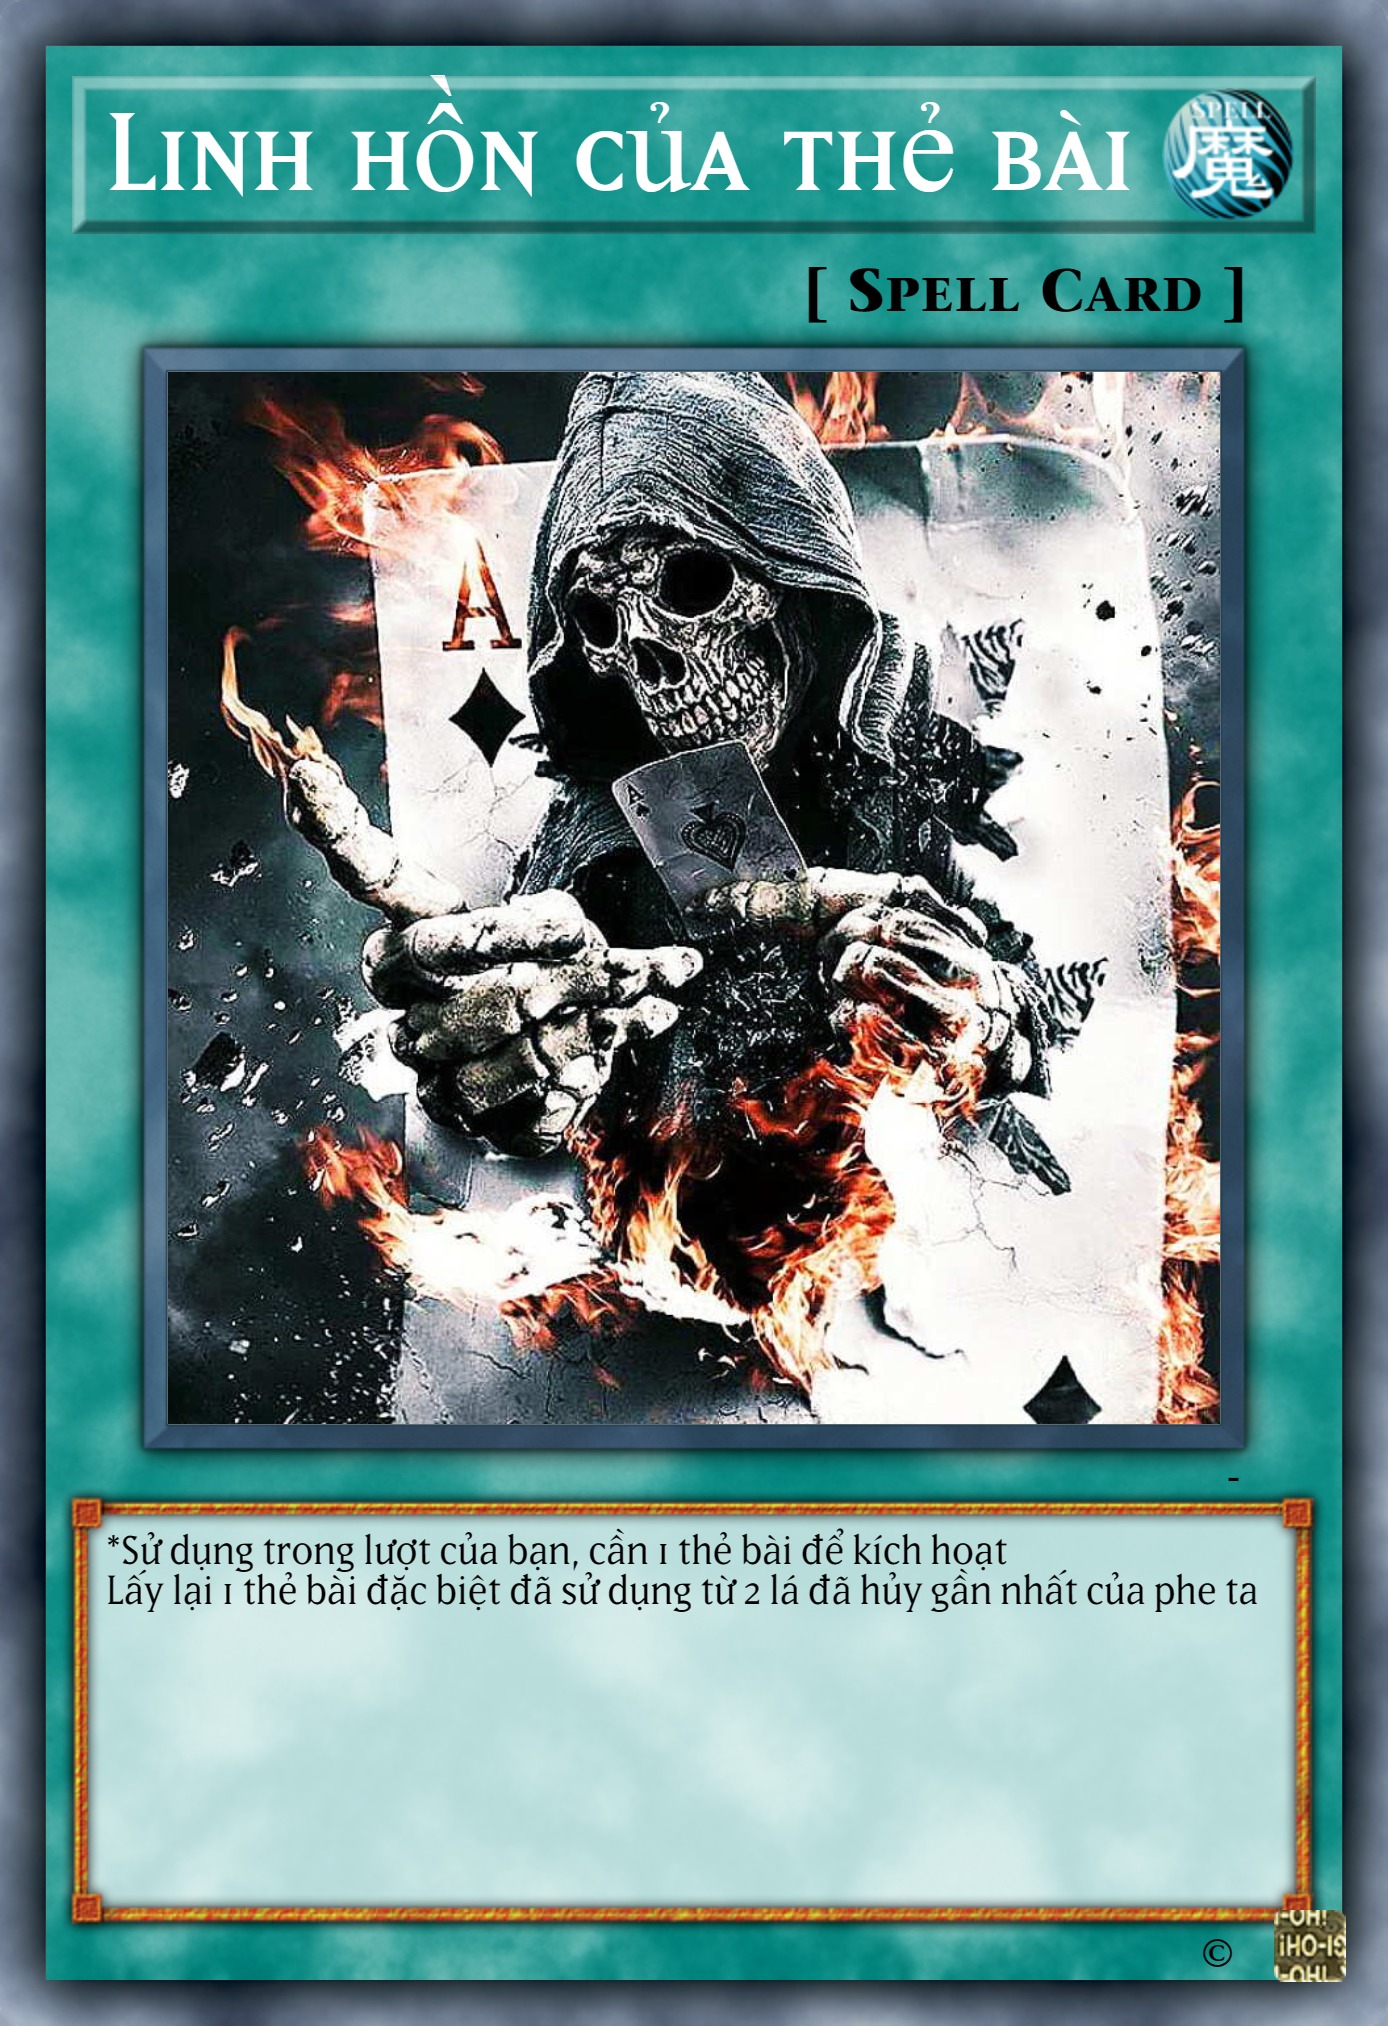 Linh hồn của thẻ bài
SPELL
魔
[ Spell Card ]
A
A
-
*Sử dụng trong lượt của bạn, cần 1 thẻ bài để kích hoạt
Lấy lại 1 thẻ bài đặc biệt đã sử dụng từ 2 lá đã hủy gần nhất của phe ta
©
-OH!